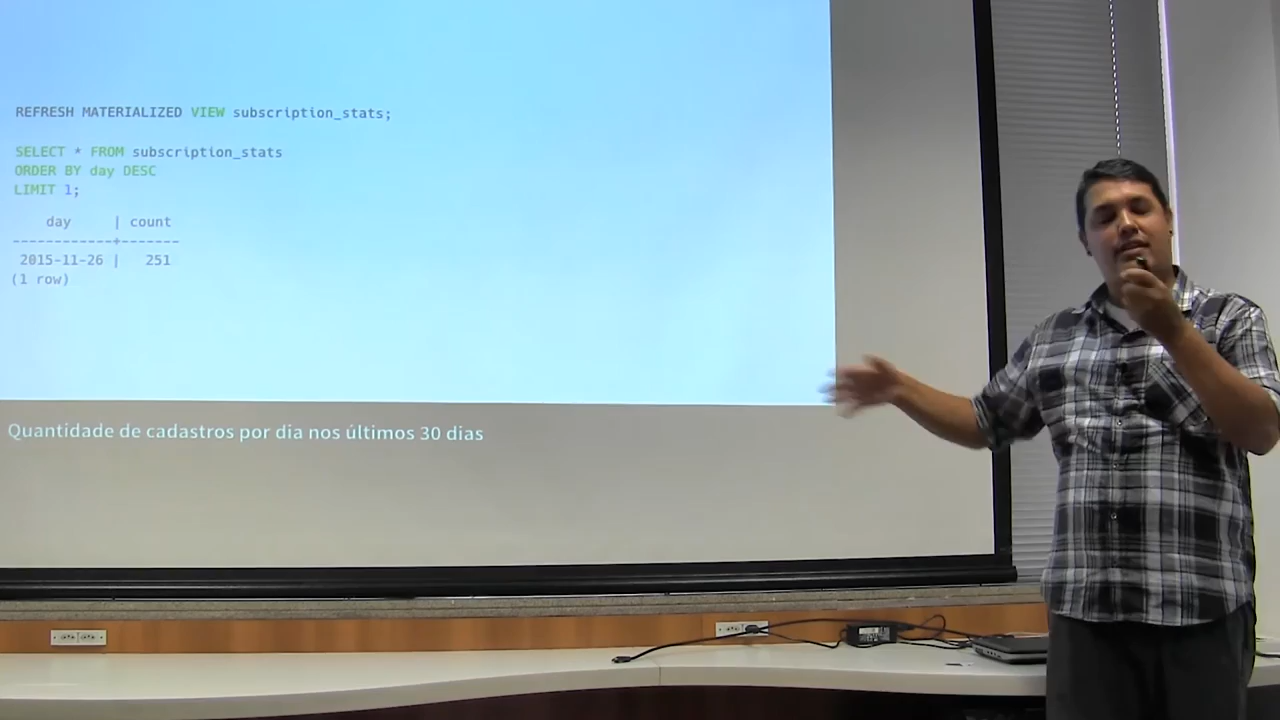 REFRESH MATERIALIZED VIEW subscription_stats;
SELECT * FROM subscription_stats
ORDER BY day DESC
LIMIT 1;
day | count
------------+-------
2015-11-26 | 251
(1 row)
Quantidade de cadastros por dia nos últimos 30 dias